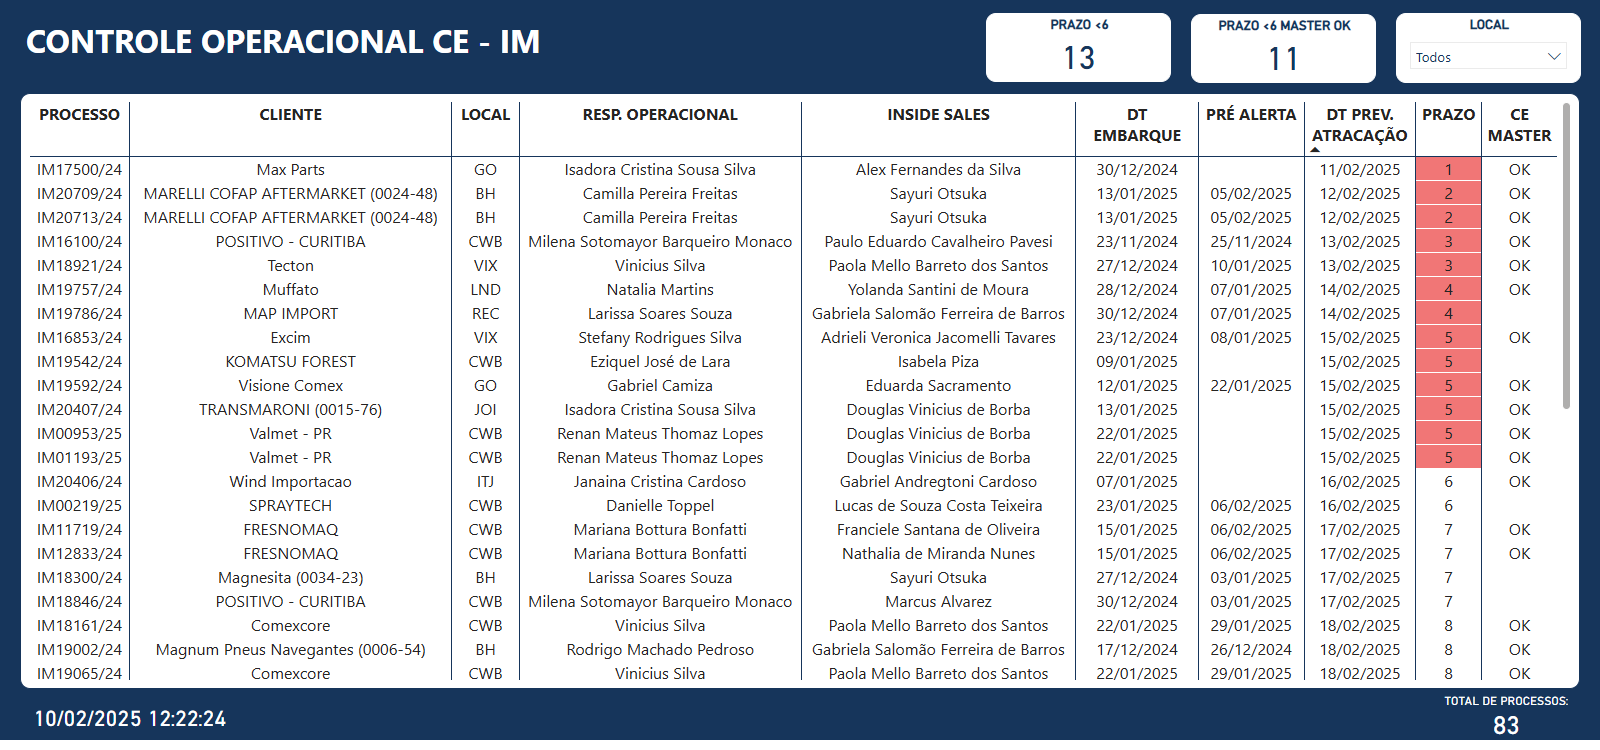 CONTROLE OPERACIONAL CE - IM
PRAZO <6
13
PRAZO <6 MASTER OK
11
LOCAL
Todos
PROCESSO CLIENTE LOCAL RESP. OPERACIONAL INSIDE SALES DT EMBARQUE PRÉ ALERTA DT PREV. ATRACAÇÃO PRAZO CE MASTER
IM17500/24 Max Parts GO Isadora Cristina Sousa Silva Alex Fernandes da Silva 30/12/2024 11/02/2025 1 OK
IM20709/24 MARELLI COFAP AFTERMARKET (0024-48) BH Camilla Pereira Freitas Sayuri Otsuka 13/01/2025 05/02/2025 12/02/2025 2 OK
IM20713/24 MARELLI COFAP AFTERMARKET (0024-48) BH Camilla Pereira Freitas Sayuri Otsuka 13/01/2025 05/02/2025 12/02/2025 2 OK
IM16100/24 POSITIVO - CURITIBA CWB Milena Sotomayor Barqueiro Monaco Paulo Eduardo Cavalheiro Pavesi 23/11/2024 25/11/2024 13/02/2025 3 OK
IM18921/24 Tecton VIX Vinicius Silva Paola Mello Barreto dos Santos 27/12/2024 10/01/2025 13/02/2025 3 OK
IM19757/24 Muffato LND Natalia Martins Yolanda Santini de Moura 28/12/2024 07/01/2025 14/02/2025 4 OK
IM19786/24 MAP IMPORT REC Larissa Soares Souza Gabriela Salomão Ferreira de Barros 30/12/2024 07/01/2025 14/02/2025 4
IM16853/24 Excim VIX Stefany Rodrigues Silva Adrieli Veronica Jacomelli Tavares 23/12/2024 08/01/2025 15/02/2025 5 OK
IM19542/24 KOMATSU FOREST CWB Eziquel José de Lara Isabela Piza 09/01/2025 15/02/2025 5
IM19592/24 Visione Comex GO Gabriel Camiza Eduarda Sacramento 12/01/2025 22/01/2025 15/02/2025 5 OK
IM20407/24 TRANSMARONI (0015-76) JOI Isadora Cristina Sousa Silva Douglas Vinicius de Borba 13/01/2025 15/02/2025 5 OK
IM00953/25 Valmet - PR CWB Renan Mateus Thomaz Lopes Douglas Vinicius de Borba 22/01/2025 15/02/2025 5 OK
IM01193/25 Valmet - PR CWB Renan Mateus Thomaz Lopes Douglas Vinicius de Borba 22/01/2025 15/02/2025 5 OK
IM20406/24 Wind Importacao ITJ Janaina Cristina Cardoso Gabriel Andregtoni Cardoso 07/01/2025 16/02/2025 6 OK
IM00219/25 SPRAYTECH CWB Danielle Toppel Lucas de Souza Costa Teixeira 23/01/2025 06/02/2025 16/02/2025 6
IM11719/24 FRESNOMAQ CWB Mariana Bottura Bonfatti Franciele Santana de Oliveira 15/01/2025 06/02/2025 17/02/2025 7 OK
IM12833/24 FRESNOMAQ CWB Mariana Bottura Bonfatti Nathalia de Miranda Nunes 15/01/2025 06/02/2025 17/02/2025 7 OK
IM18300/24 Magnesita (0034-23) BH Larissa Soares Souza Sayuri Otsuka 27/12/2024 03/01/2025 17/02/2025 7
IM18846/24 POSITIVO - CURITIBA CWB Milena Sotomayor Barqueiro Monaco Marcus Alvarez 30/12/2024 03/01/2025 17/02/2025 7
IM18161/24 Comexcore CWB Vinicius Silva Paola Mello Barreto dos Santos 22/01/2025 29/01/2025 18/02/2025 8 OK
IM19002/24 Magnum Pneus Navegantes (0006-54) BH Rodrigo Machado Pedroso Gabriela Salomão Ferreira de Barros 17/12/2024 26/12/2024 18/02/2025 8 OK
IM19065/24 Comexcore CWB Vinicius Silva Paola Mello Barreto dos Santos 22/01/2025 29/01/2025 18/02/2025 8 OK
10/02/2025 12:22:24
TOTAL DE PROCESSOS:
83